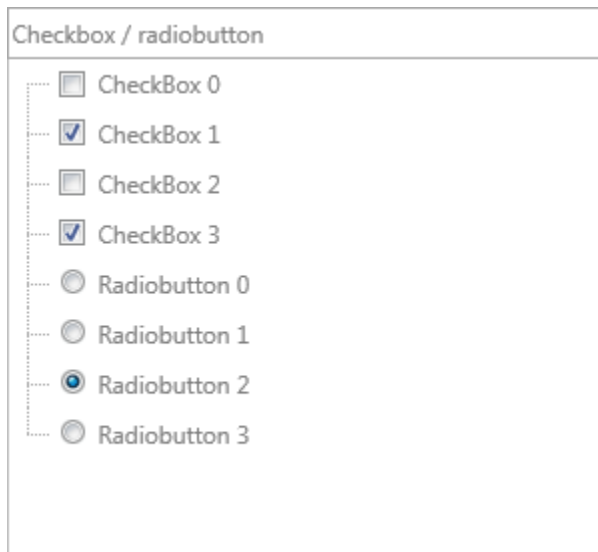 Checkbox / radiobutton
CheckBox 0
CheckBox 1
CheckBox 2
CheckBox 3
Radiobutton 0
Radiobutton 1
Radiobutton 2
Radiobutton 3